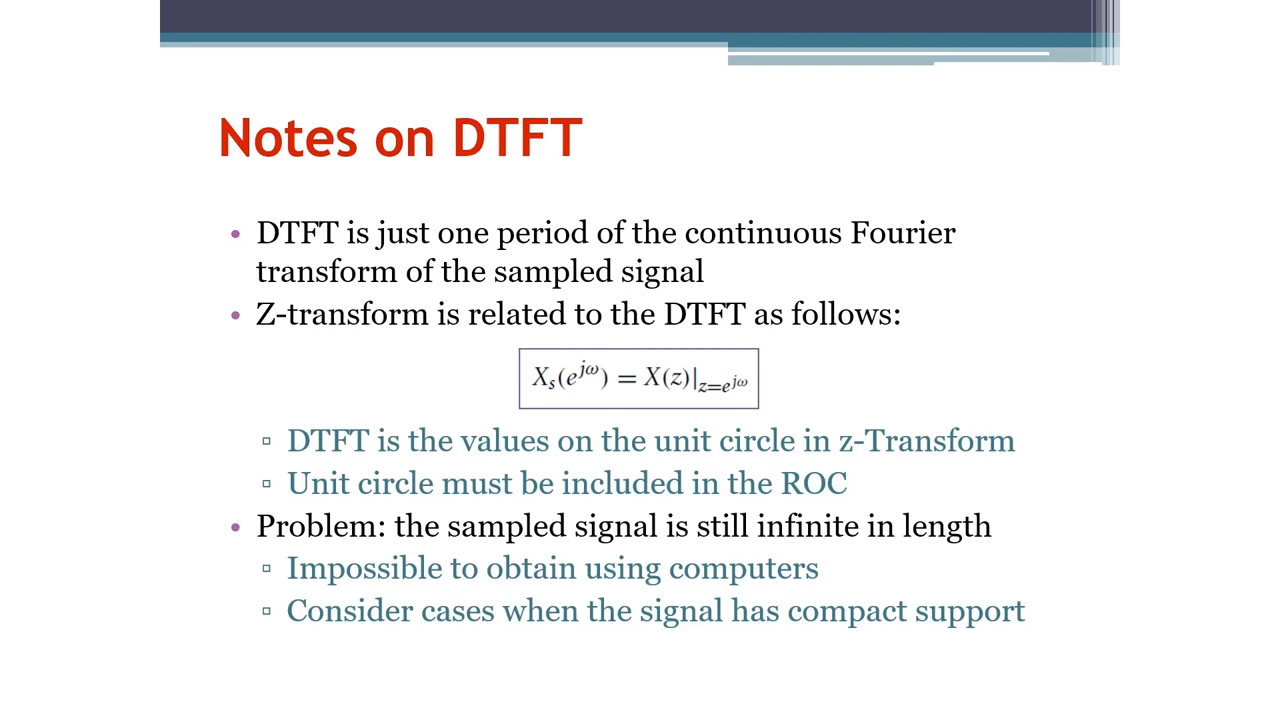 Notes on DTFT
• DTFT is just one period of the continuous Fourier
transform of the sampled signal
• Z-transform is related to the DTFT as follows:
X_s(e^{jω}) = X(z)|_{z=e^{jω}}
▫ DTFT is the values on the unit circle in z-Transform
▫ Unit circle must be included in the ROC
• Problem: the sampled signal is still infinite in length
▫ Impossible to obtain using computers
▫ Consider cases when the signal has compact support